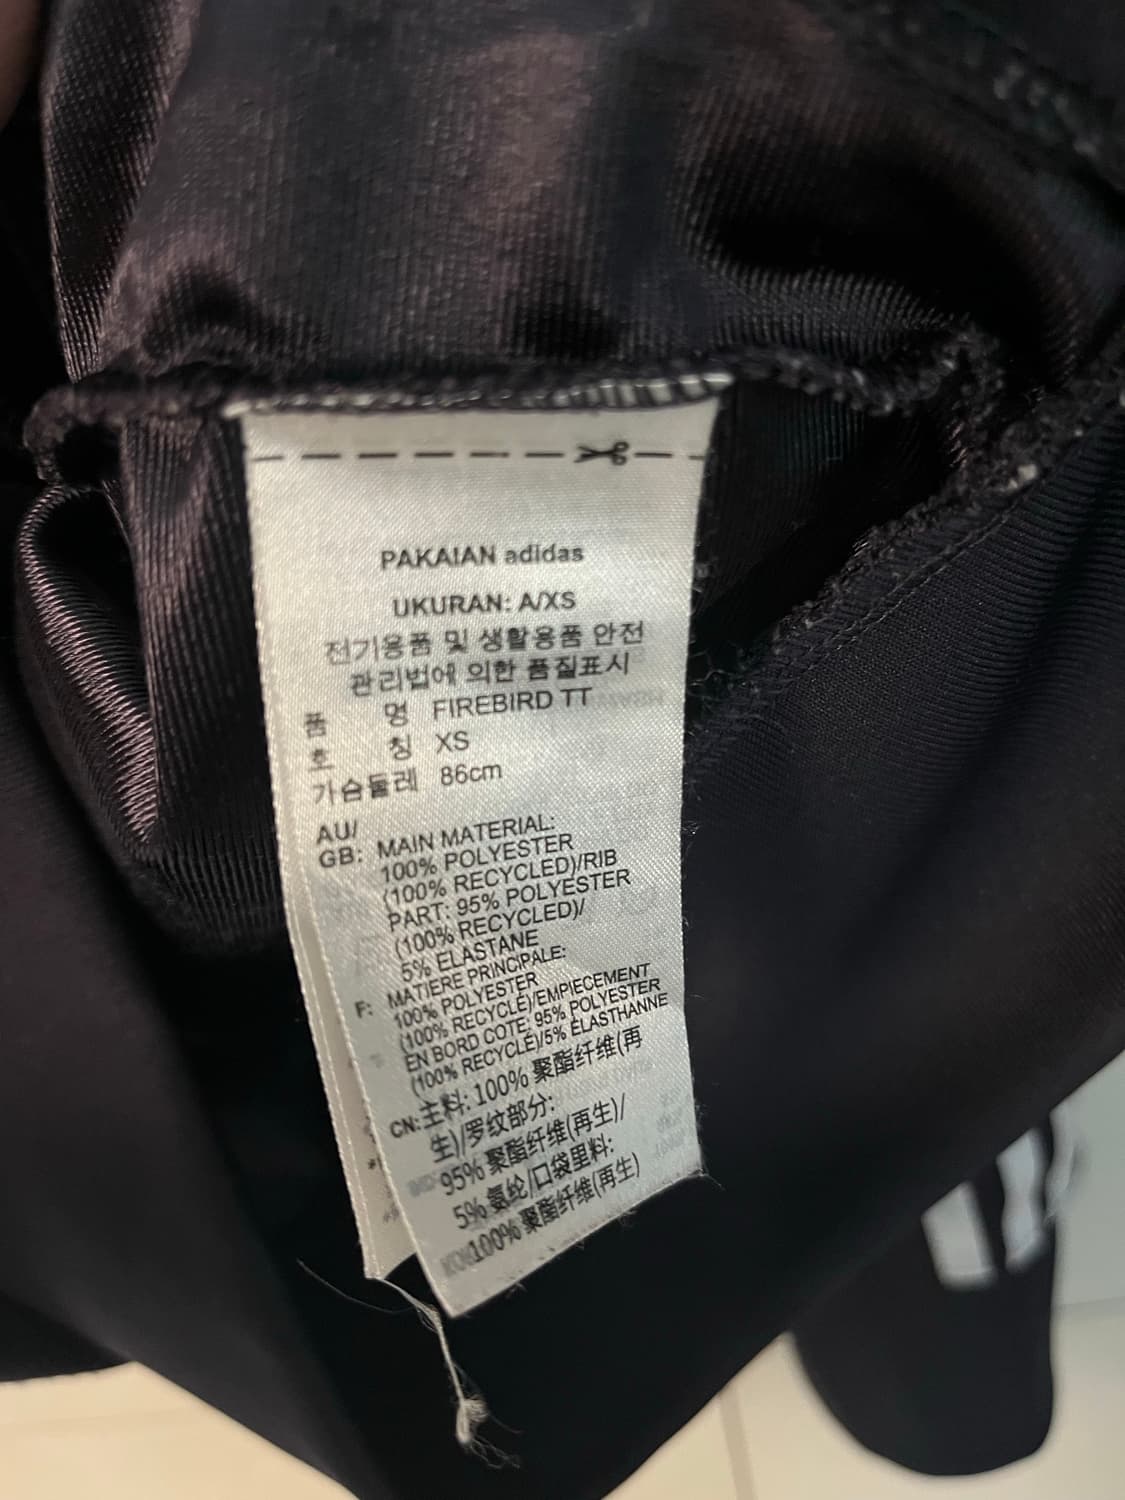 PAKAIAN adidas
UKURAN: A/XS
전기용품 및 생활용품 안전
관리법에 의한 품질표시
품 명 FIREBIRD TT
호 칭 XS
가슴둘레 86cm
AU/
GB: MAIN MATERIAL:
100% POLYESTER
(100% RECYCLED)/RIB
PART: 95% POLYESTER
(100% RECYCLED)/
5% ELASTANE
F: MATIERE PRINCIPALE:
100% POLYESTER
(100% RECYCLÉ)/EMPIECEMENT
EN BORD COTE: 95% POLYESTER
(100% RECYCLÉ)/5% ÉLASTHANNE
CN:主料: 100% 聚酯纤维(再
生)/罗纹部分:
95% 聚酯纤维(再生)/
5% 氨纶/口袋里料:
100% 聚酯纤维(再生)